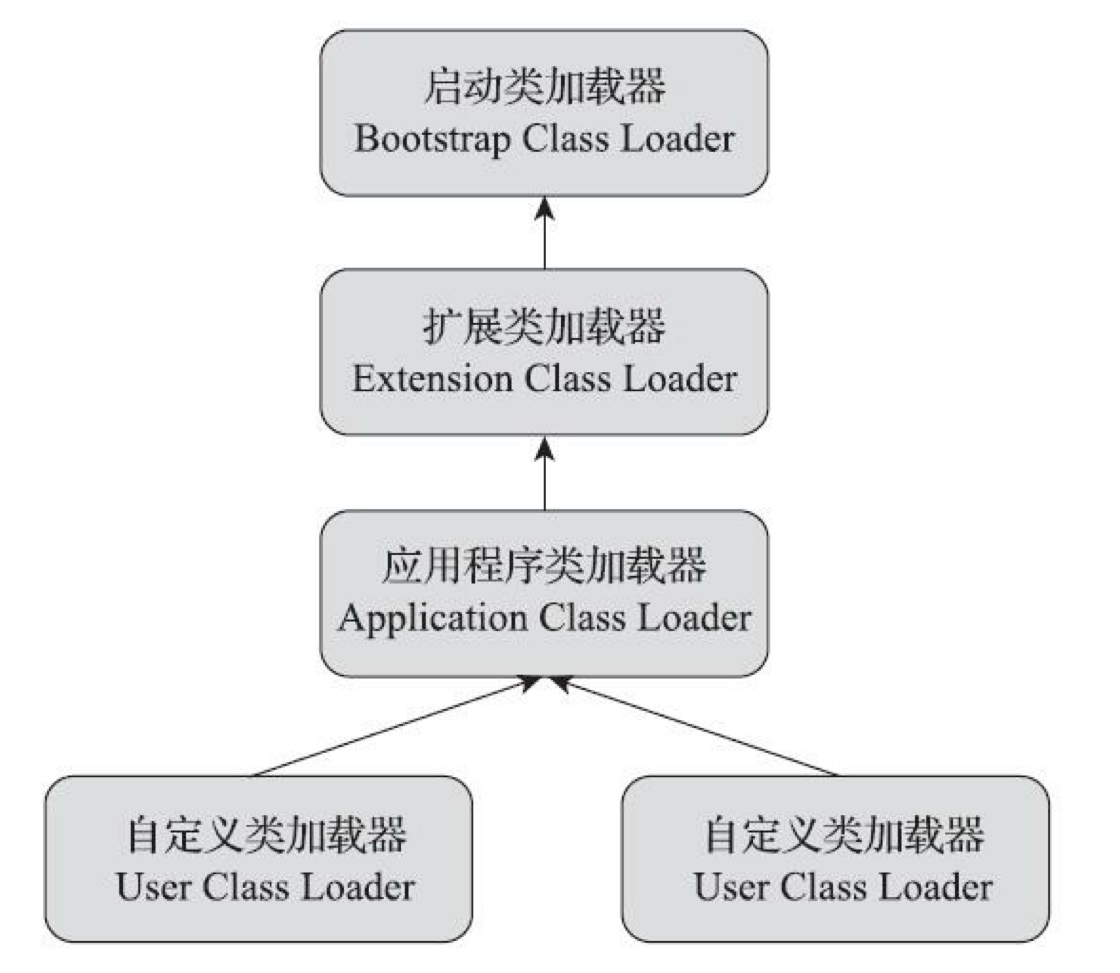 启动类加载器
Bootstrap Class Loader
扩展类加载器
Extension Class Loader
应用程序类加载器
Application Class Loader
自定义类加载器
User Class Loader
自定义类加载器
User Class Loader